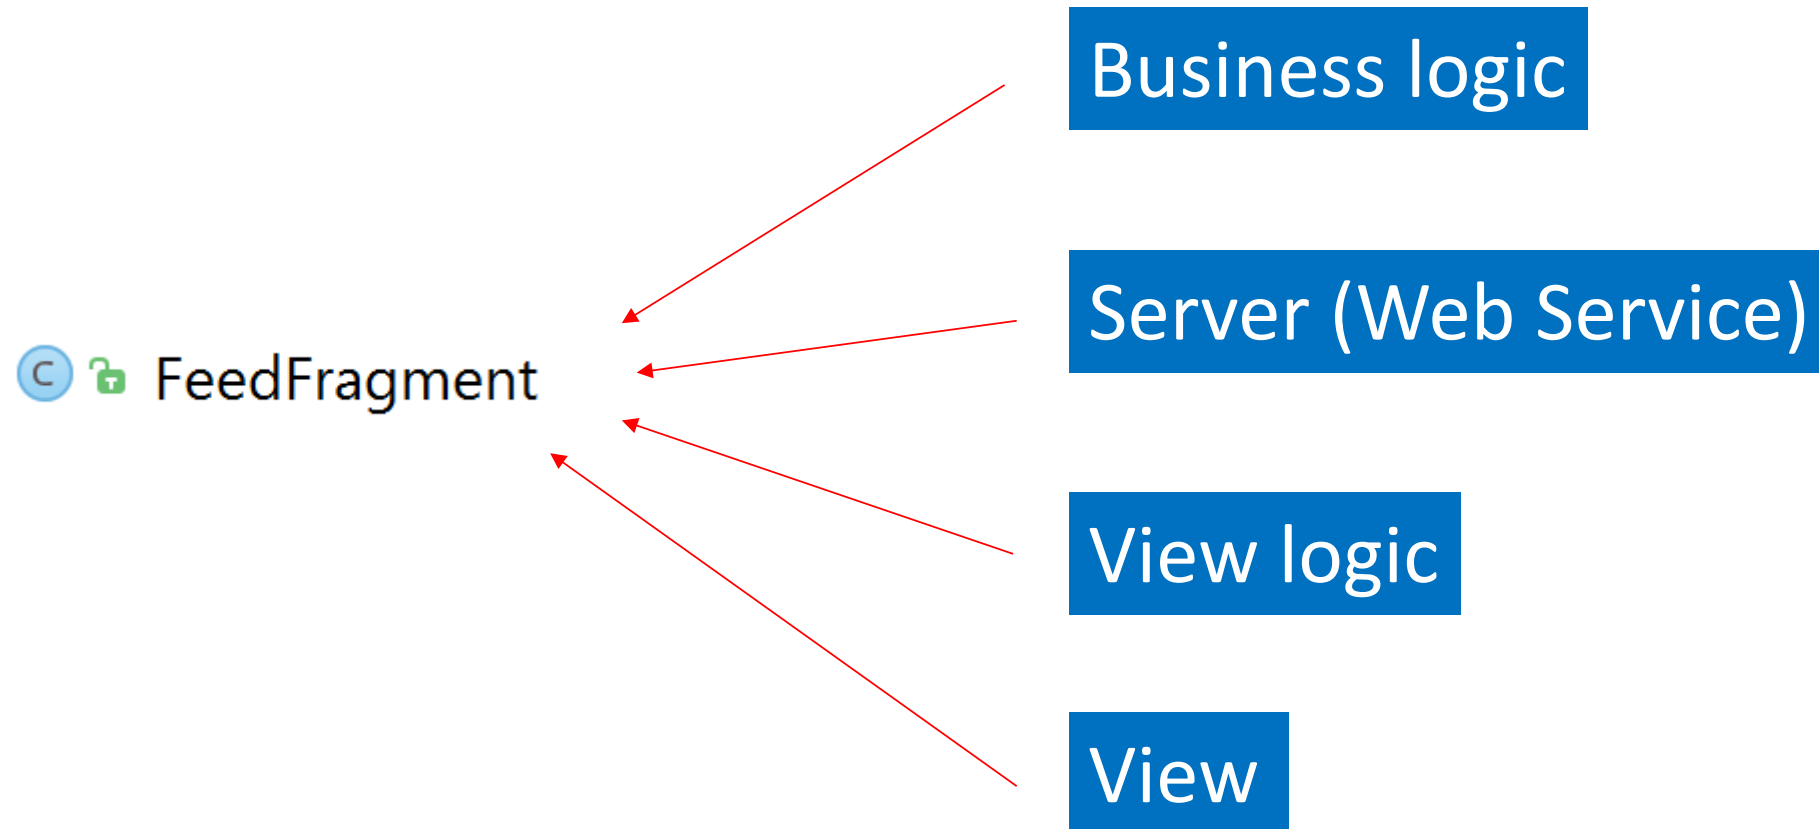 Business logic
Server (Web Service)
C FeedFragment
View logic
View